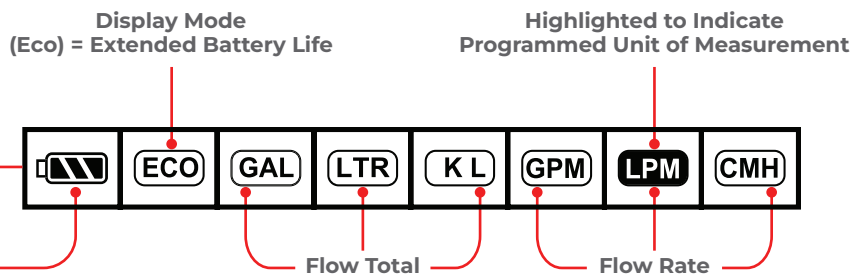 Display Mode
(Eco) = Extended Battery Life
Highlighted to Indicate
Programmed Unit of Measurement
ECO GAL LTR K L GPM LPM CMH
Flow Total
Flow Rate